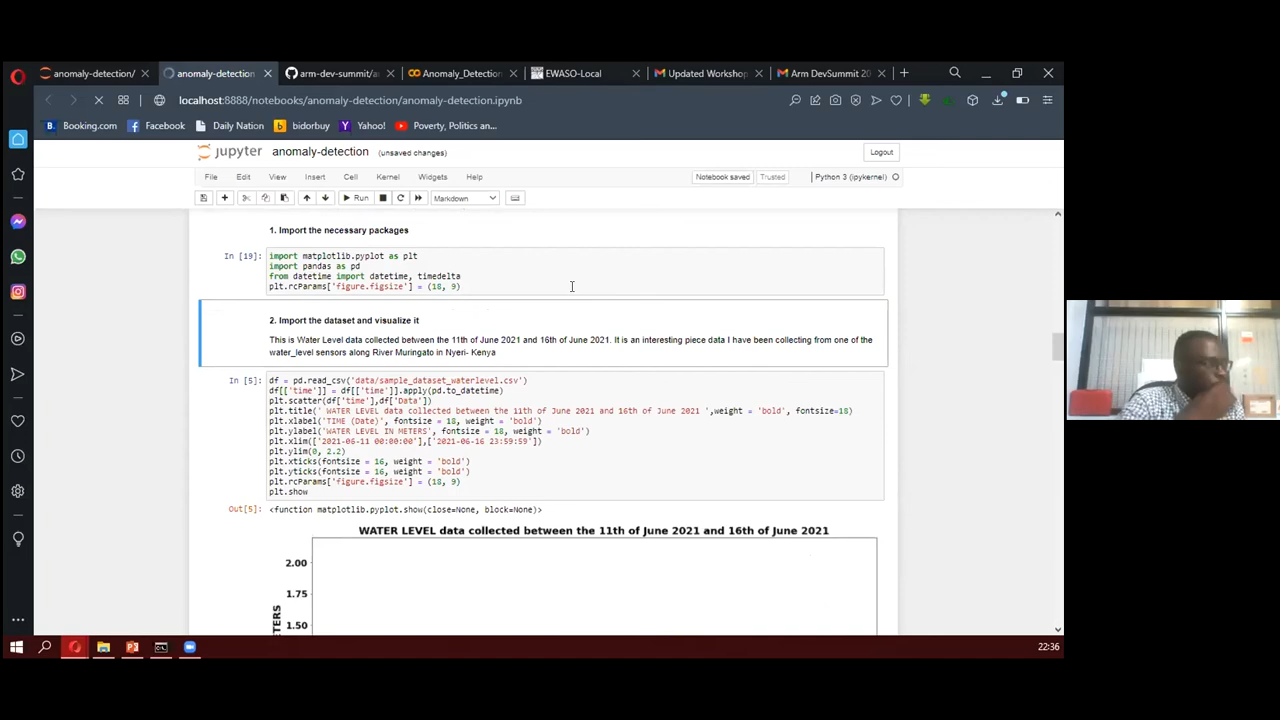 anomaly-detection/
anomaly-detection
arm-dev-summit/ar
Anomaly_Detection
EWASO-Local
Updated Workshop
Arm DevSummit 20
localhost:8888/notebooks/anomaly-detection/anomaly-detection.ipynb
Booking.com
Facebook
Daily Nation
bidorbuy
Yahoo!
Poverty, Politics an...
jupyter anomaly-detection (unsaved changes)
Logout
File Edit View Insert Cell Kernel Widgets Help
Notebook saved Trusted Python 3 (ipykernel)
Run Markdown
1. Import the necessary packages
In [19]: import matplotlib.pyplot as plt
import pandas as pd
from datetime import datetime, timedelta
plt.rcParams['figure.figsize'] = (18, 9)
2. Import the dataset and visualize it
This is Water Level data collected between the 11th of June 2021 and 16th of June 2021. It is an interesting piece data I have been collecting from one of the
water_level sensors along River Muringato in Nyeri- Kenya
In [5]: df = pd.read_csv('data/sample_dataset_waterlevel.csv')
df[['time']] = df[['time']].apply(pd.to_datetime)
plt.scatter(df['time'],df['Data'])
plt.title(' WATER LEVEL data collected between the 11th of June 2021 and 16th of June 2021 ',weight = 'bold', fontsize=18)
plt.xlabel('TIME (Date)', fontsize = 18, weight = 'bold')
plt.ylabel('WATER LEVEL IN METERS', fontsize = 18, weight = 'bold')
plt.xlim(['2021-06-11 00:00:00'],['2021-06-16 23:59:59'])
plt.ylim(0, 2.2)
plt.xticks(fontsize = 16, weight = 'bold')
plt.yticks(fontsize = 16, weight = 'bold')
plt.rcParams['figure.figsize'] = (18, 9)
plt.show
Out[5]: <function matplotlib.pyplot.show(close=None, block=None)>
WATER LEVEL data collected between the 11th of June 2021 and 16th of June 2021
2.00
1.75
1.50
TERS
22:36